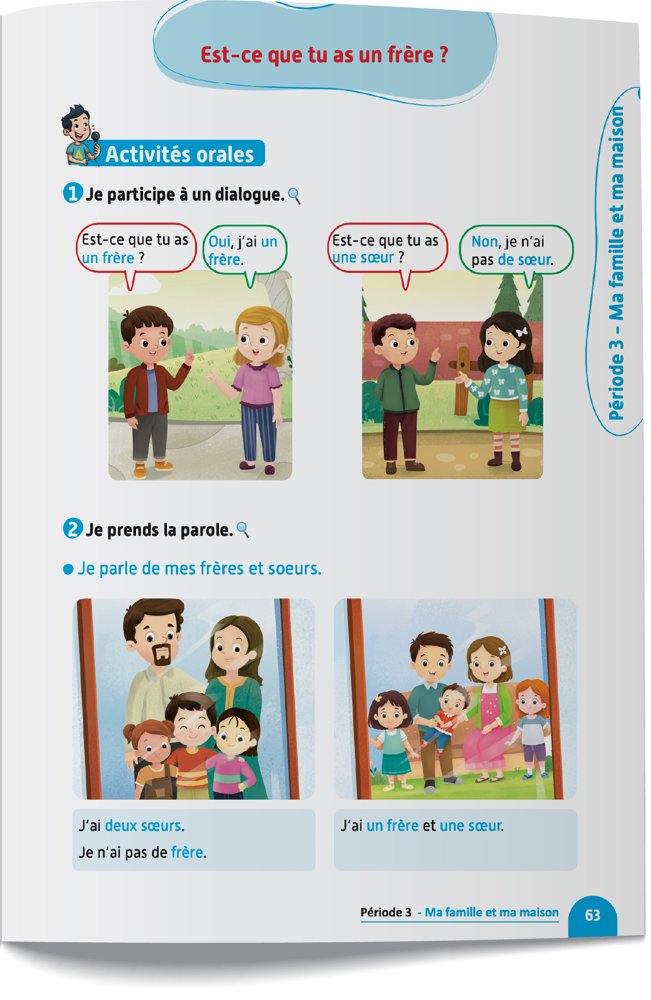 Est-ce que tu as un frère ?
Activités orales
1 Je participe à un dialogue.
Est-ce que tu as
un frère ?
Oui, j'ai un
frère.
Est-ce que tu as
une sœur ?
Non, je n'ai
pas de sœur.
A
2 Je prends la parole.
● Je parle de mes frères et soeurs.
J'ai deux sœurs.
Je n'ai pas de frère.
J'ai un frère et une sœur.
Période 3 – Ma famille et ma maison
Période 3 - Ma famille et ma maison
63